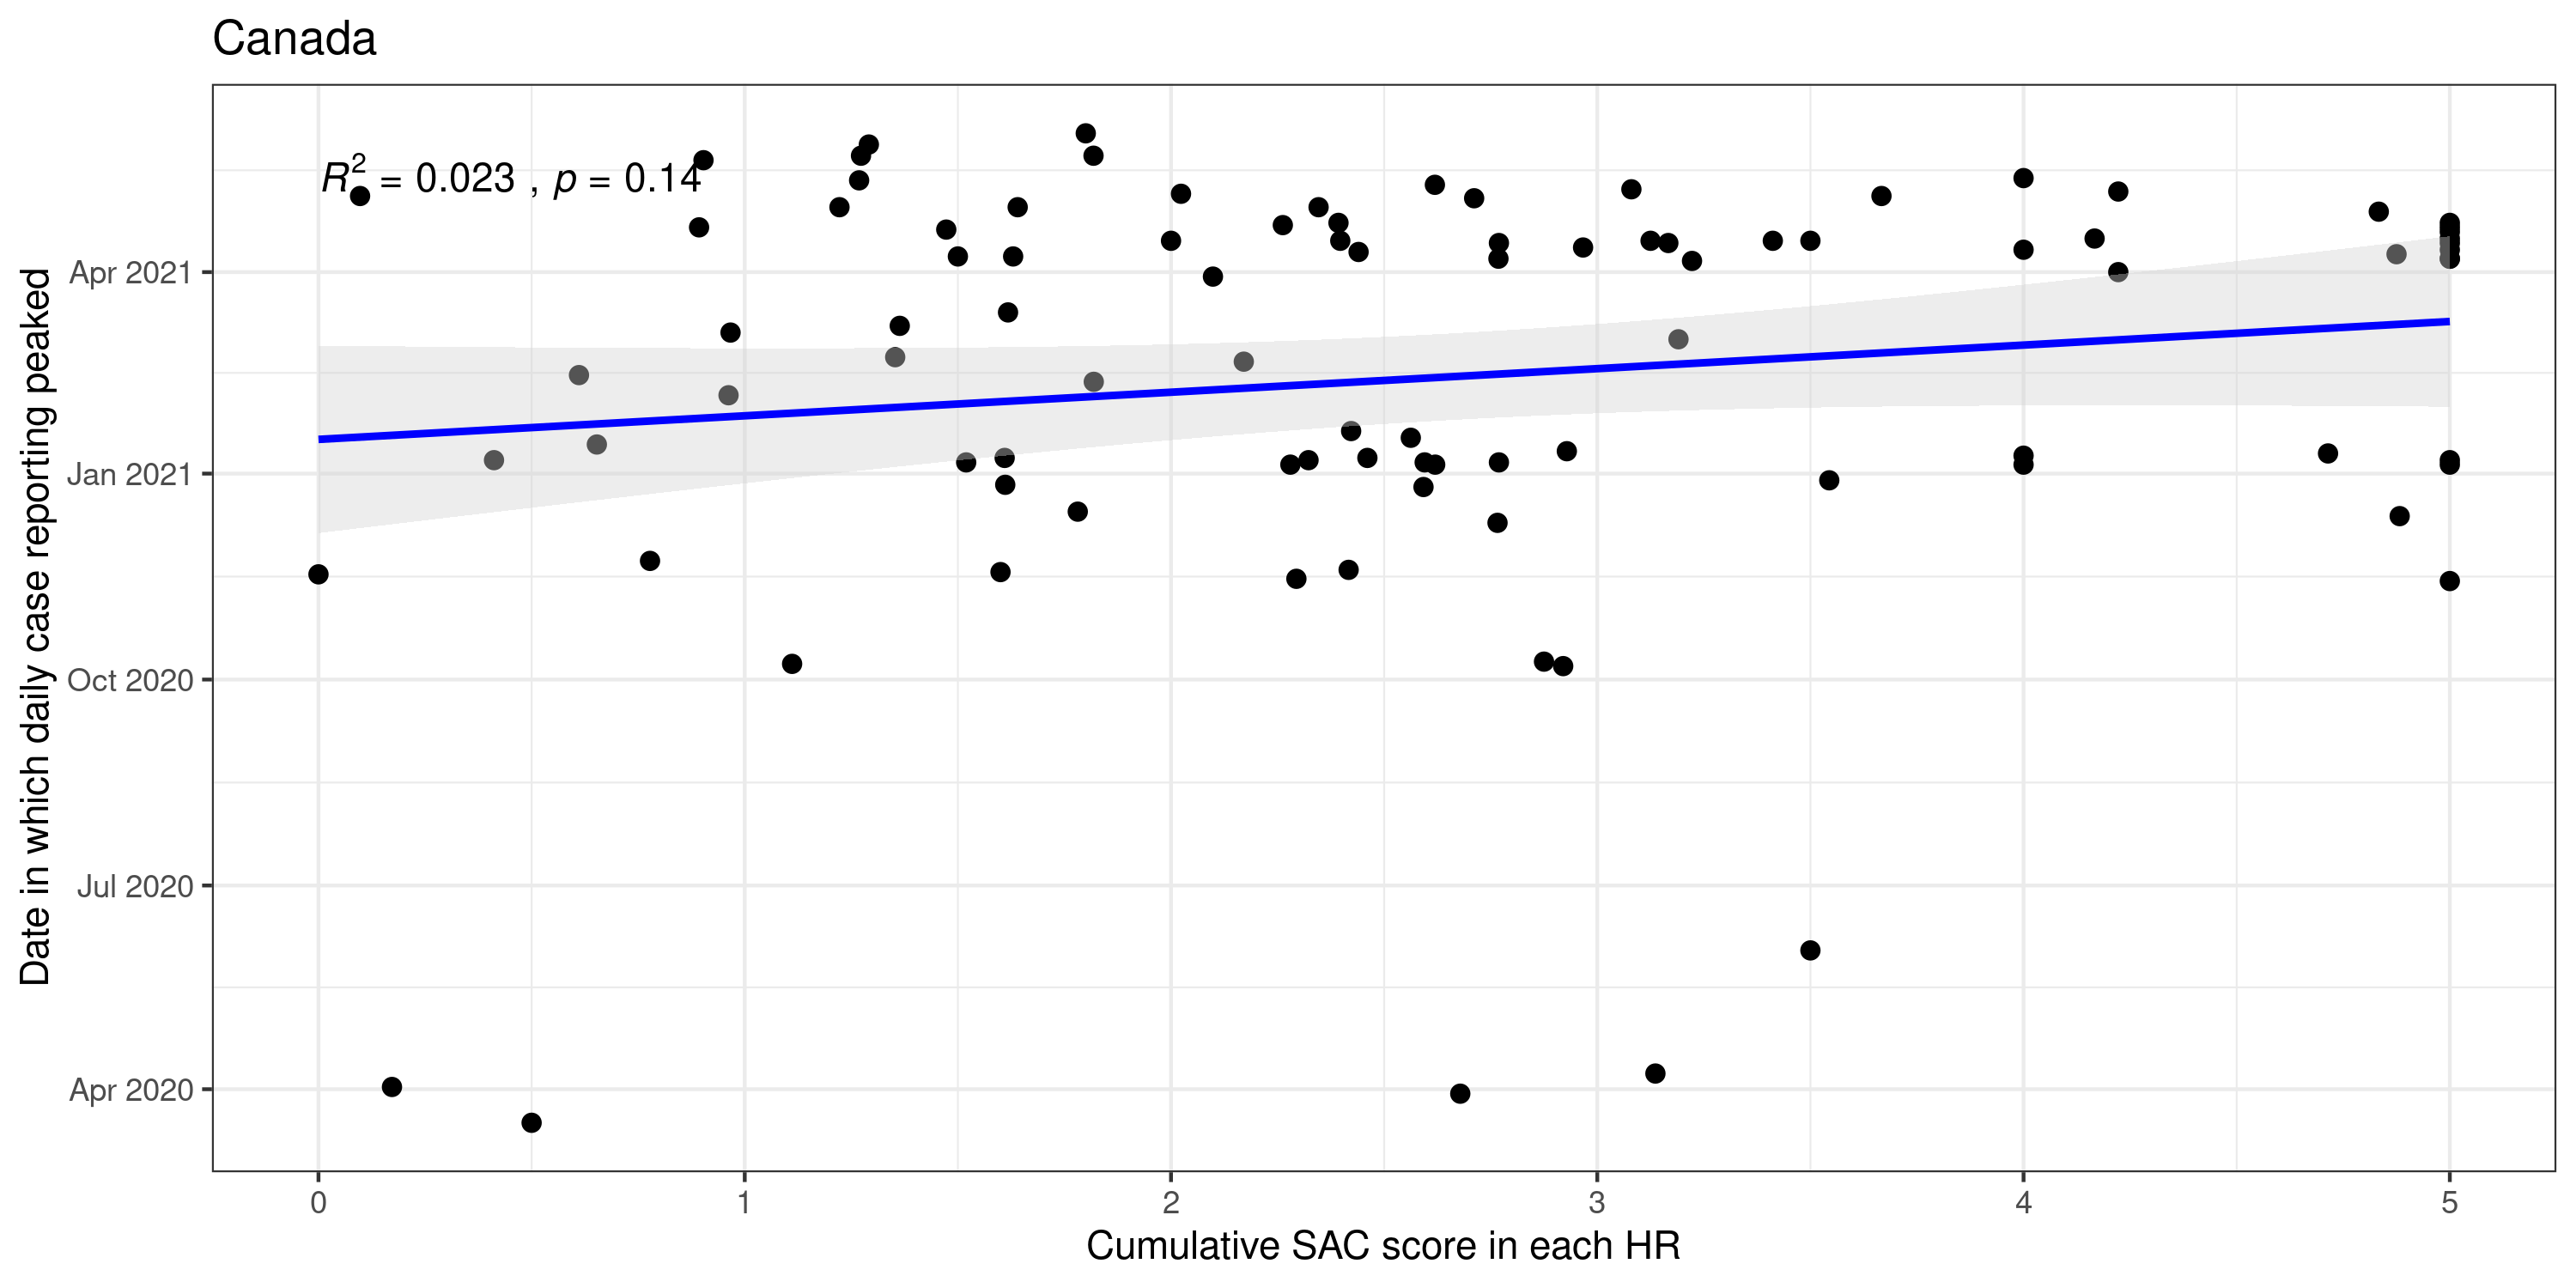 Canada
R² = 0.023 , p = 0.14
Date in which daily case reporting peaked
Apr 2021
Jan 2021
Oct 2020
Jul 2020
Apr 2020
0 1 2 3 4 5
Cumulative SAC score in each HR